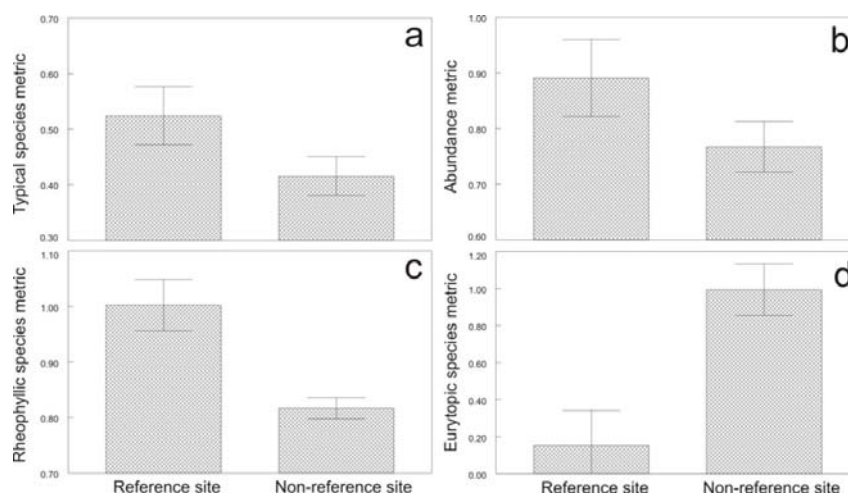 a
Typical species metric
0.70
0.60
0.50
0.40
0.30
b
Abundance metric
1.00
0.90
0.80
0.70
0.60
c
Rheophyllic species metric
1.10
1.00
0.90
0.80
0.70
Reference site Non-reference site
d
Eurytopic species metric
1.20
1.00
0.80
0.60
0.40
0.20
0.00
Reference site Non-reference site